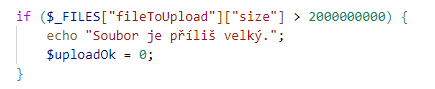 if ($_FILES["fileToUpload"]["size"] > 2000000000) {
    echo "Soubor je příliš velký.";
    $uploadOk = 0;
}